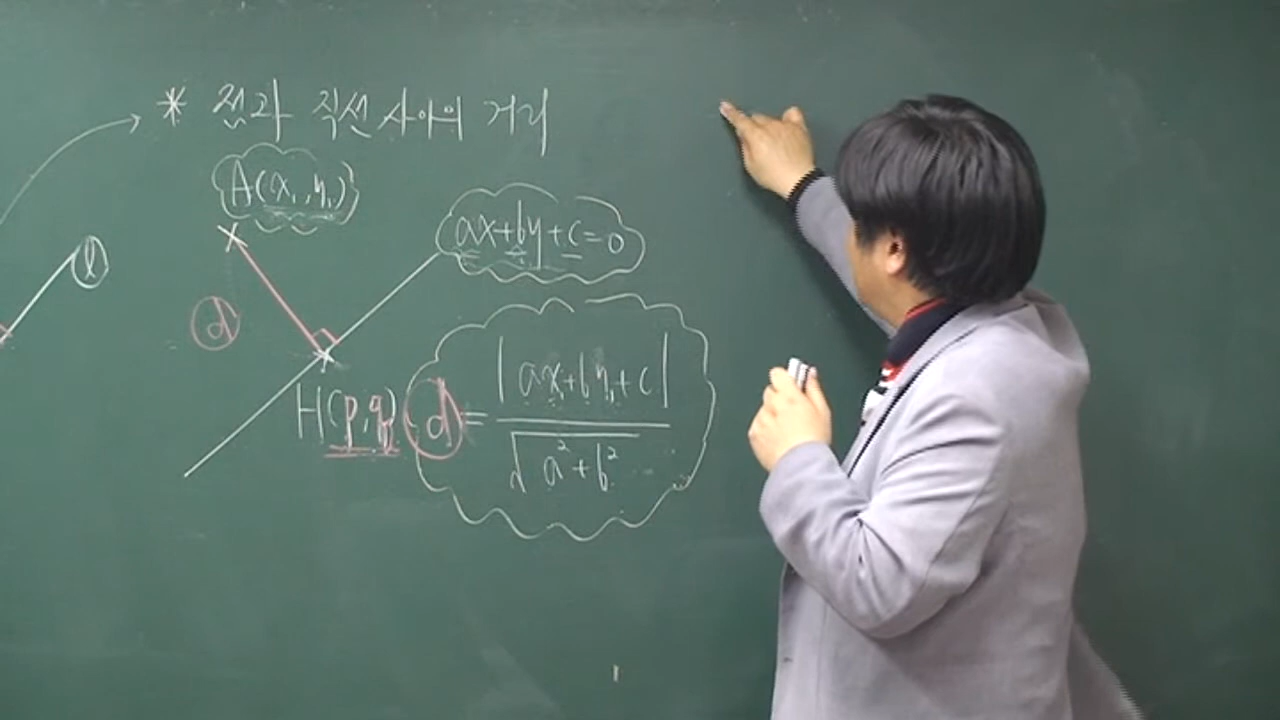 * 점과 직선 사이의 거리
A(x₁, y₁)
ax+by+c=0
l
d
H(p, q)
d = |ax₁+by₁+c| / √(a²+b²)